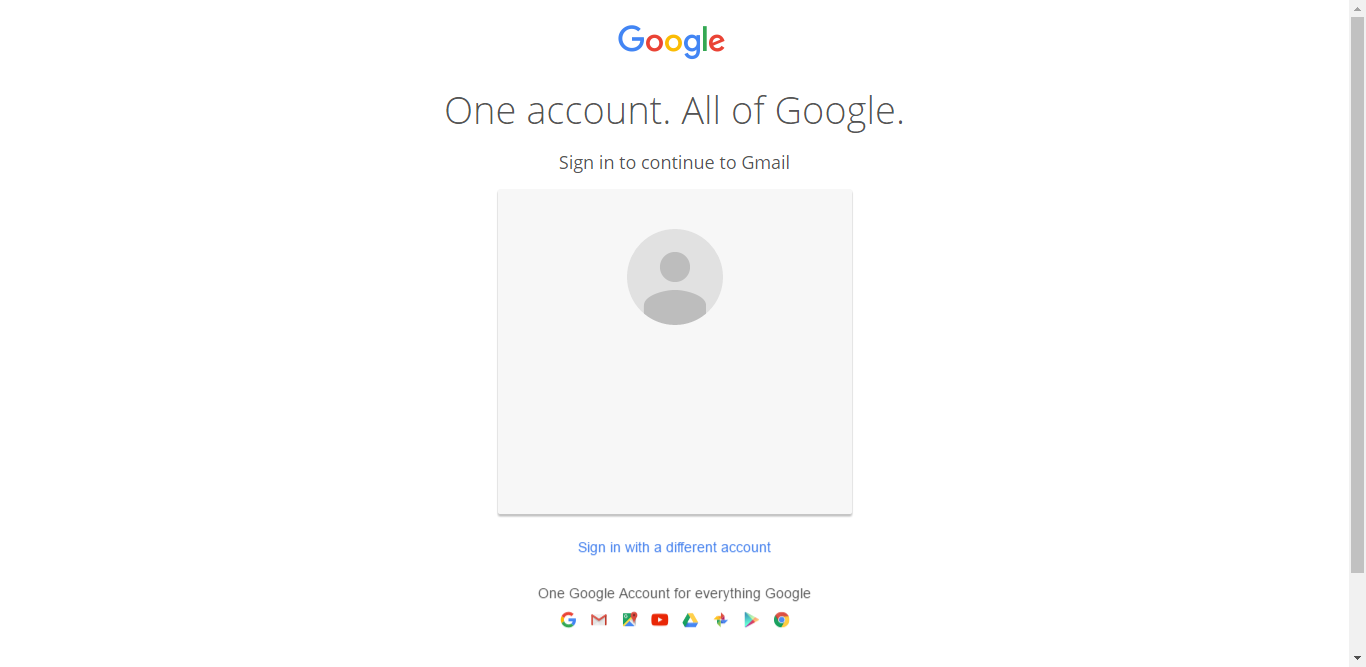 Google
One account. All of Google.
Sign in to continue to Gmail
Sign in with a different account
One Google Account for everything Google